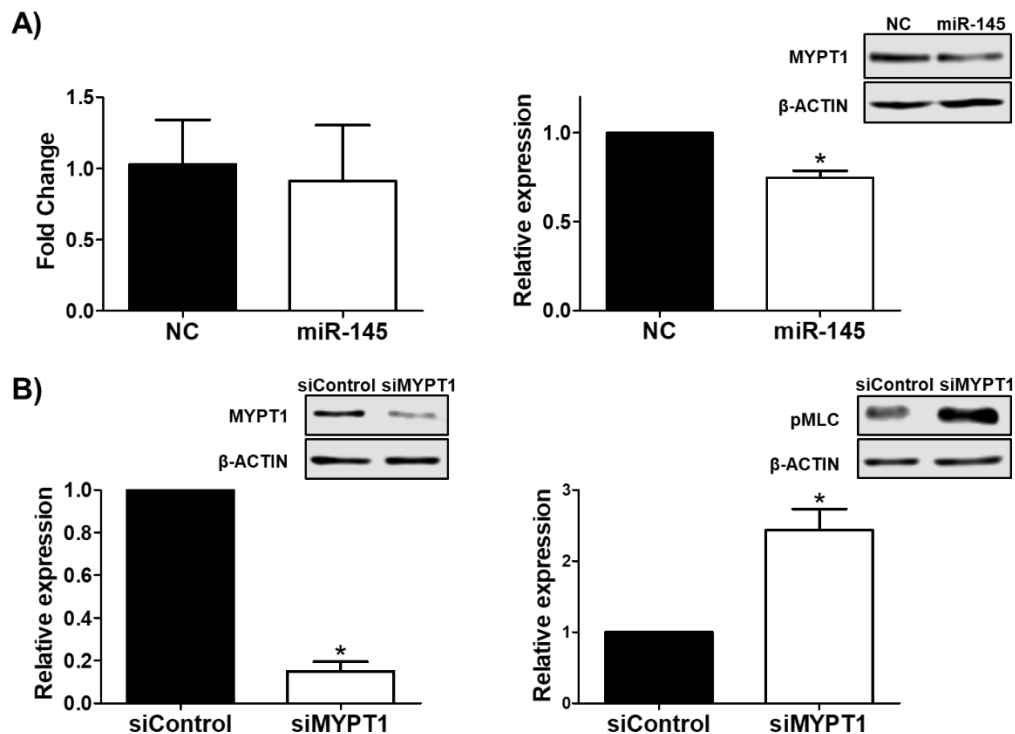 A)
NC miR-145
MYPT1
β-ACTIN
Fold Change
1.5
1.0
0.5
0.0
NC miR-145
Relative expression
1.0
0.5
0.0
*
NC miR-145
B)
siControl siMYPT1
MYPT1
β-ACTIN
Relative expression
1.0
0.8
0.6
0.4
0.2
0.0
*
siControl siMYPT1
siControl siMYPT1
pMLC
β-ACTIN
Relative expression
3
2
1
0
*
siControl siMYPT1